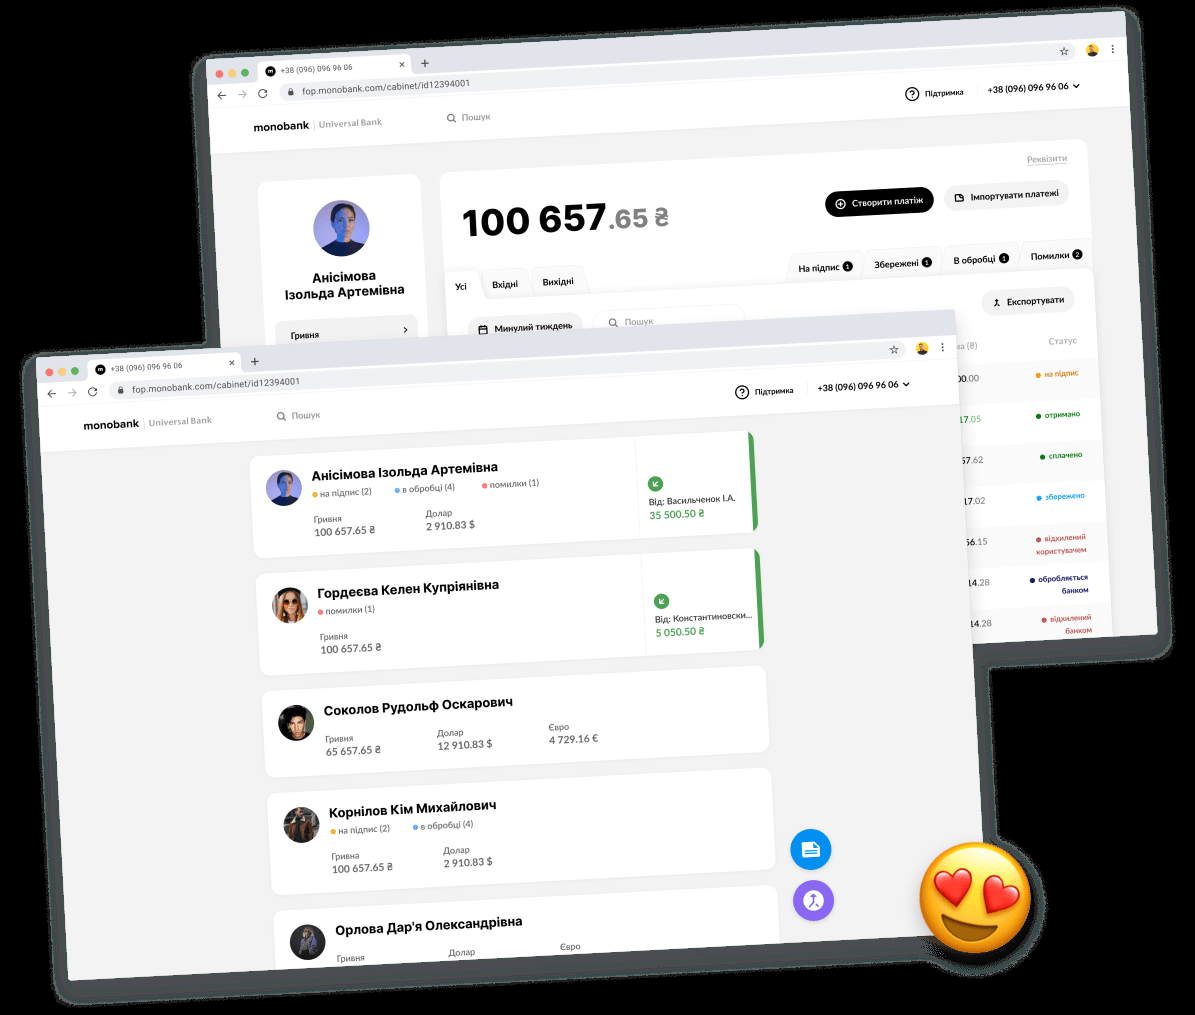 +38 (096) 096 96 06
fop.monobank.com/cabinet/id12394001
monobank | Universal Bank
Пошук
Підтримка
+38 (096) 096 96 06
Анісімова
Ізольда Артемівна
Гривня
Реквізити
100 657.65 ₴
Створити платіж
Імпортувати платежі
Усі
Вхідні
Вихідні
На підпис 1
Збережені 1
В обробці 1
Помилки 2
Минулий тиждень
Пошук
Експортувати
(₴)
Статус
00.00
на підпис
17.05
отримано
57.62
сплачено
17.02
збережено
56.15
відхилений
користувачем
14.28
обробляється
банком
14.28
відхилений
банком
+38 (096) 096 96 06
fop.monobank.com/cabinet/id12394001
monobank | Universal Bank
Пошук
Підтримка
+38 (096) 096 96 06
Анісімова Ізольда Артемівна
на підпис (2)
в обробці (4)
помилки (1)
Гривня
Долар
100 657.65 ₴
2 910.83 $
Від: Васильченок І.А.
35 500.50 ₴
Гордеєва Келен Купріянівна
помилки (1)
Гривня
100 657.65 ₴
Від: Константиновски...
5 050.50 ₴
Соколов Рудольф Оскарович
Гривня
Долар
Євро
65 657.65 ₴
12 910.83 $
4 729.16 €
Корнілов Кім Михайлович
на підпис (2)
в обробці (4)
Гривна
Долар
100 657.65 ₴
2 910.83 $
Орлова Дар'я Олександрівна
Гривня
Долар
Євро